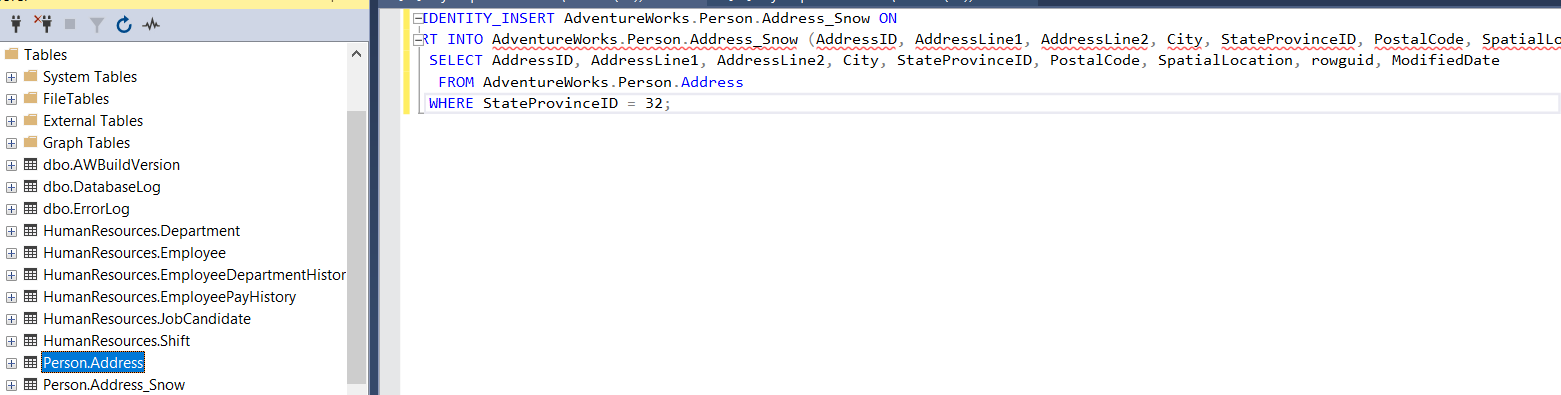 Tables
System Tables
FileTables
External Tables
Graph Tables
dbo.AWBuildVersion
dbo.DatabaseLog
dbo.ErrorLog
HumanResources.Department
HumanResources.Employee
HumanResources.EmployeeDepartmentHistor
HumanResources.EmployeePayHistory
HumanResources.JobCandidate
HumanResources.Shift
Person.Address
Person.Address_Snow
IDENTITY_INSERT AdventureWorks.Person.Address_Snow ON
RT INTO AdventureWorks.Person.Address_Snow (AddressID, AddressLine1, AddressLine2, City, StateProvinceID, PostalCode, SpatialLo
SELECT AddressID, AddressLine1, AddressLine2, City, StateProvinceID, PostalCode, SpatialLocation, rowguid, ModifiedDate
FROM AdventureWorks.Person.Address
WHERE StateProvinceID = 32;